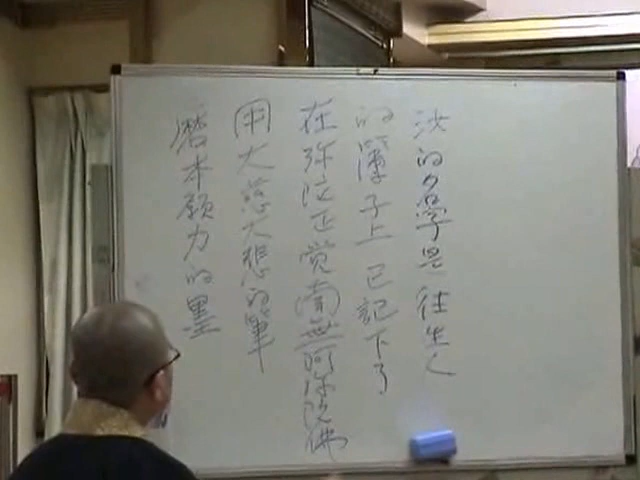 磨本願力的墨
用大慈大悲的筆
在弥陀正覚南無阿弥陀佛
的簿子上 已記下了
汝的名字是 往生人